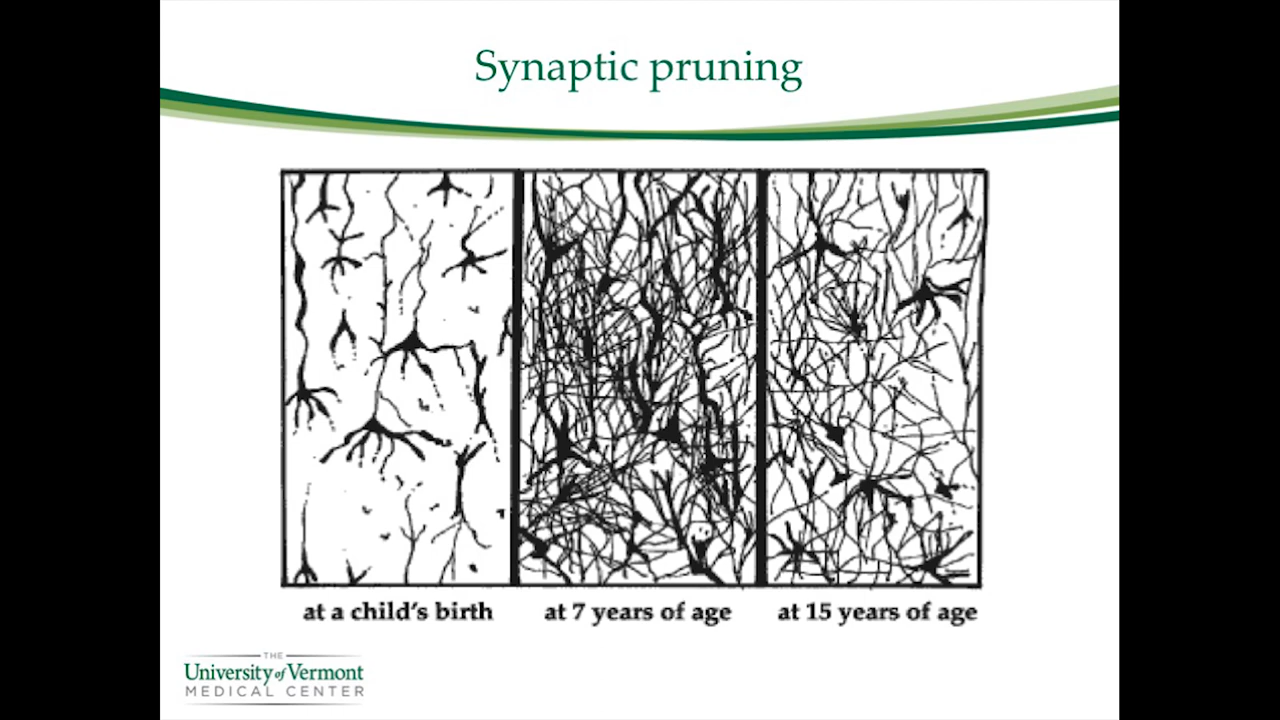 Synaptic pruning
at a child's birth
at 7 years of age
at 15 years of age
THE
University of Vermont
MEDICAL CENTER